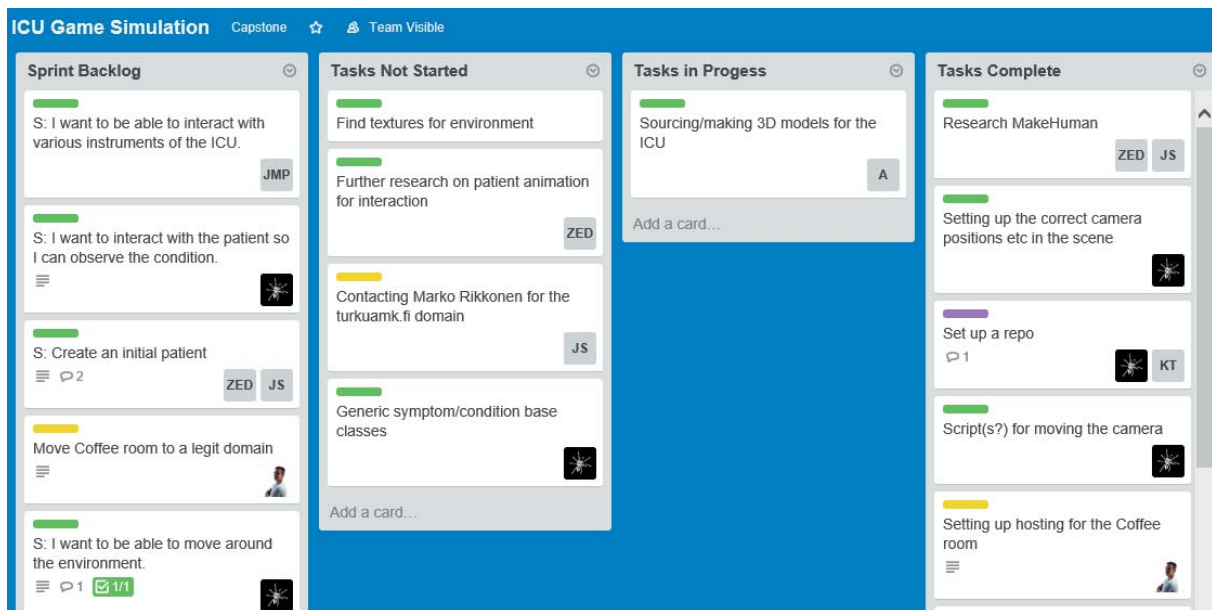 ICU Game Simulation Capstone Team Visible
Sprint Backlog
S: I want to be able to interact with
various instruments of the ICU.
JMP
S: I want to interact with the patient so
I can observe the condition.
S: Create an initial patient
2
ZED JS
Move Coffee room to a legit domain
S: I want to be able to move around
the environment.
1 1/1
Tasks Not Started
Find textures for environment
Further research on patient animation
for interaction
ZED
Contacting Marko Rikkonen for the
turkuamk.fi domain
JS
Generic symptom/condition base
classes
Add a card...
Tasks in Progess
Sourcing/making 3D models for the
ICU
A
Add a card...
Tasks Complete
Research MakeHuman
ZED JS
Setting up the correct camera
positions etc in the scene
Set up a repo
1
KT
Script(s?) for moving the camera
Setting up hosting for the Coffee
room